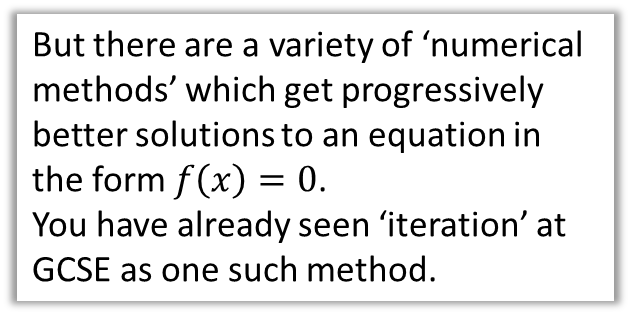 But there are a variety of ‘numerical
methods’ which get progressively
better solutions to an equation in
the form 𝑓(𝑥) = 0.
You have already seen ‘iteration’ at
GCSE as one such method.